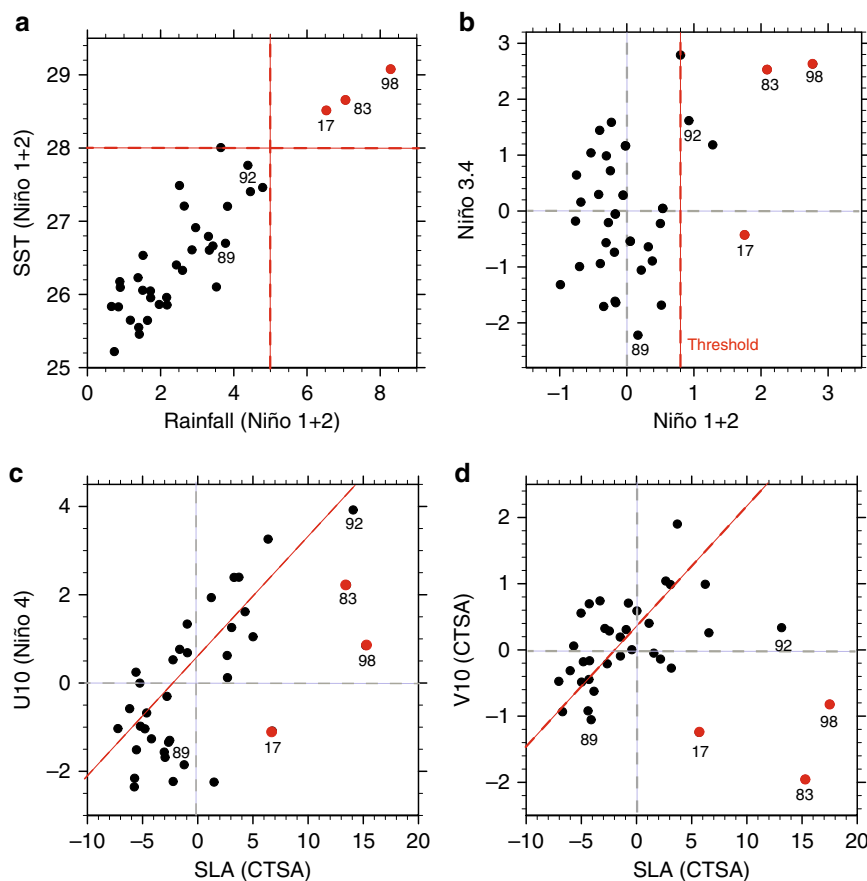 a
29
28
27
26
25
SST (Niño 1+2)
98
83
17
92
89
0 2 4 6 8
Rainfall (Niño 1+2)
b
3
2
1
0
−1
−2
Niño 3.4
83
98
92
17
89
Threshold
−1 0 1 2 3
Niño 1+2
c
4
2
0
−2
U10 (Niño 4)
92
83
98
17
89
−10 −5 0 5 10 15 20
SLA (CTSA)
d
2
1
0
−1
−2
V10 (CTSA)
92
98
89
17
83
−10 −5 0 5 10 15 20
SLA (CTSA)